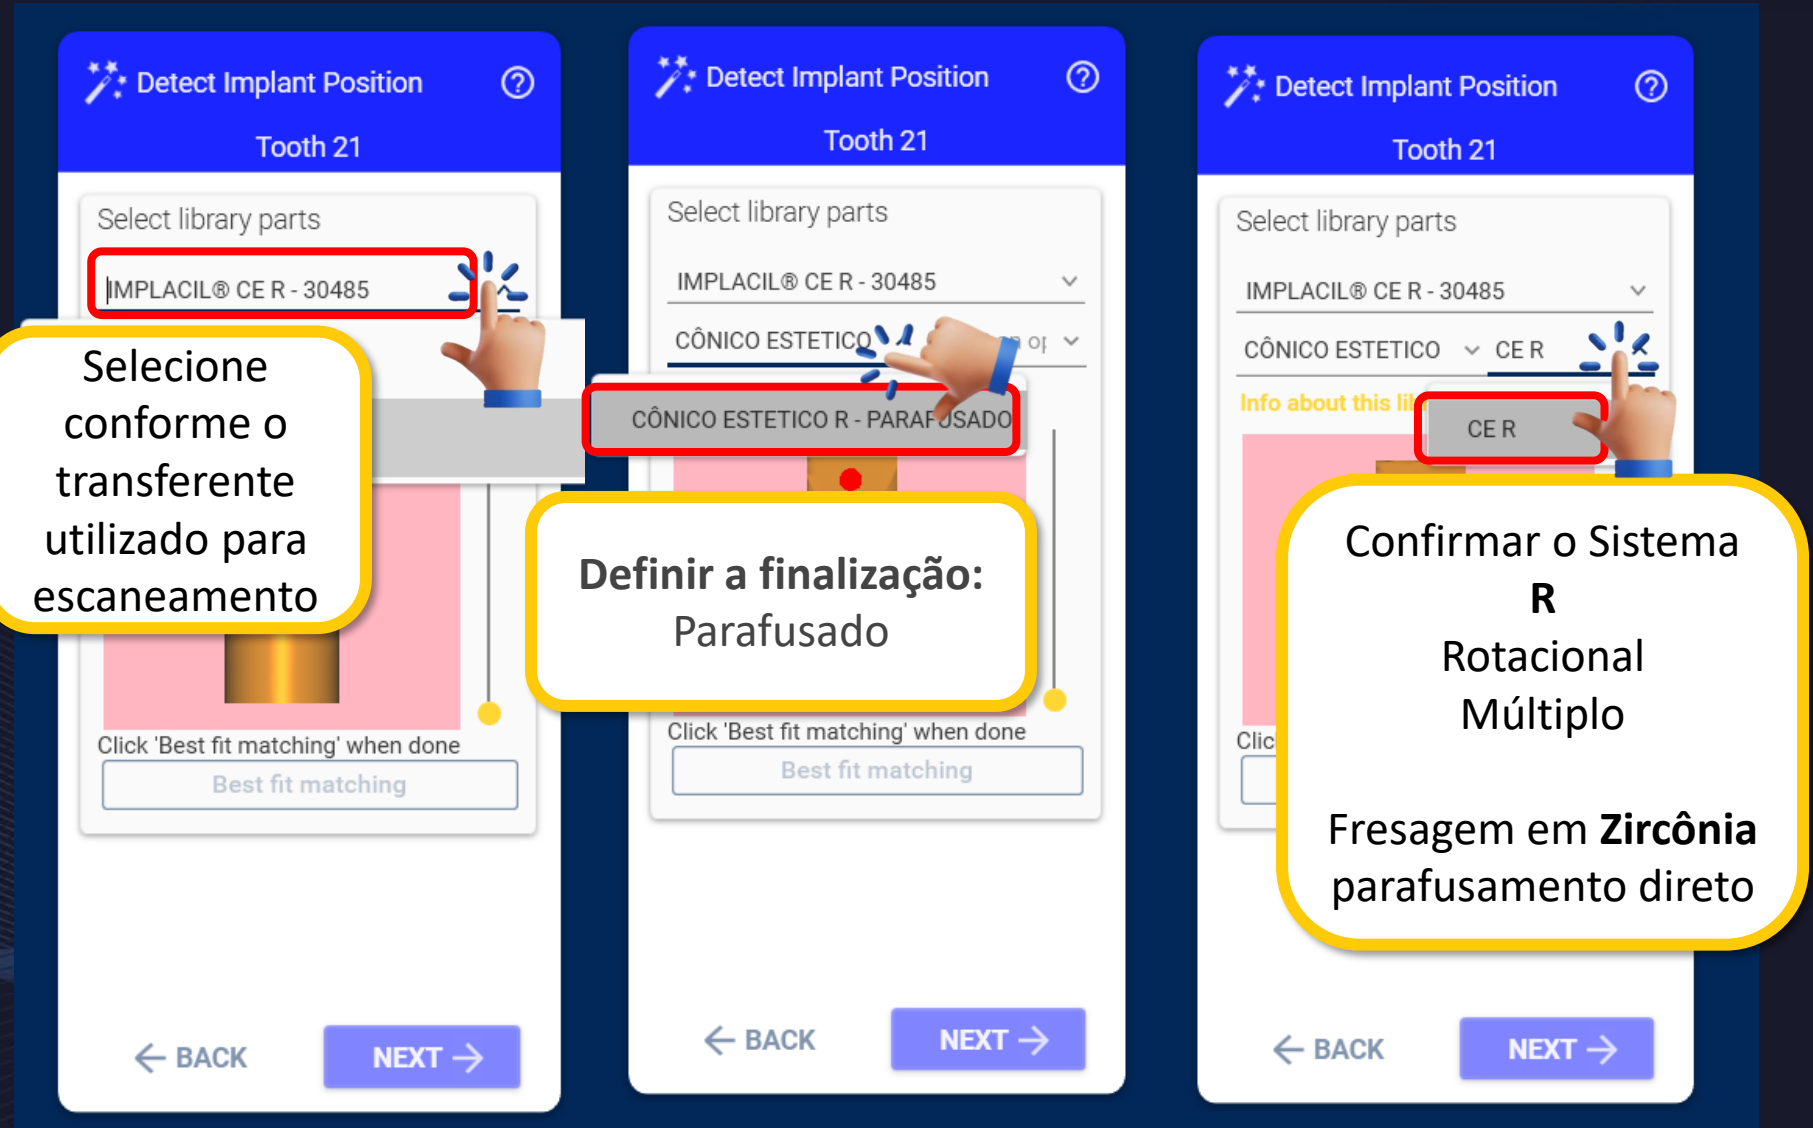 Detect Implant Position
Tooth 21
Select library parts
IMPLACIL® CE R - 30485
Selecione
conforme o
transferente
utilizado para
escaneamento
Click 'Best fit matching' when done
Best fit matching
BACK
NEXT
Detect Implant Position
Tooth 21
Select library parts
IMPLACIL® CE R - 30485
CÔNICO ESTETICO
CÔNICO ESTETICO R - PARAFUSADO
Definir a finalização:
Parafusado
Click 'Best fit matching' when done
Best fit matching
BACK
NEXT
Detect Implant Position
Tooth 21
Select library parts
IMPLACIL® CE R - 30485
CÔNICO ESTETICO CE R
Info about this
CE R
Confirmar o Sistema
R
Rotacional
Múltiplo
Fresagem em Zircônia
parafusamento direto
BACK
NEXT